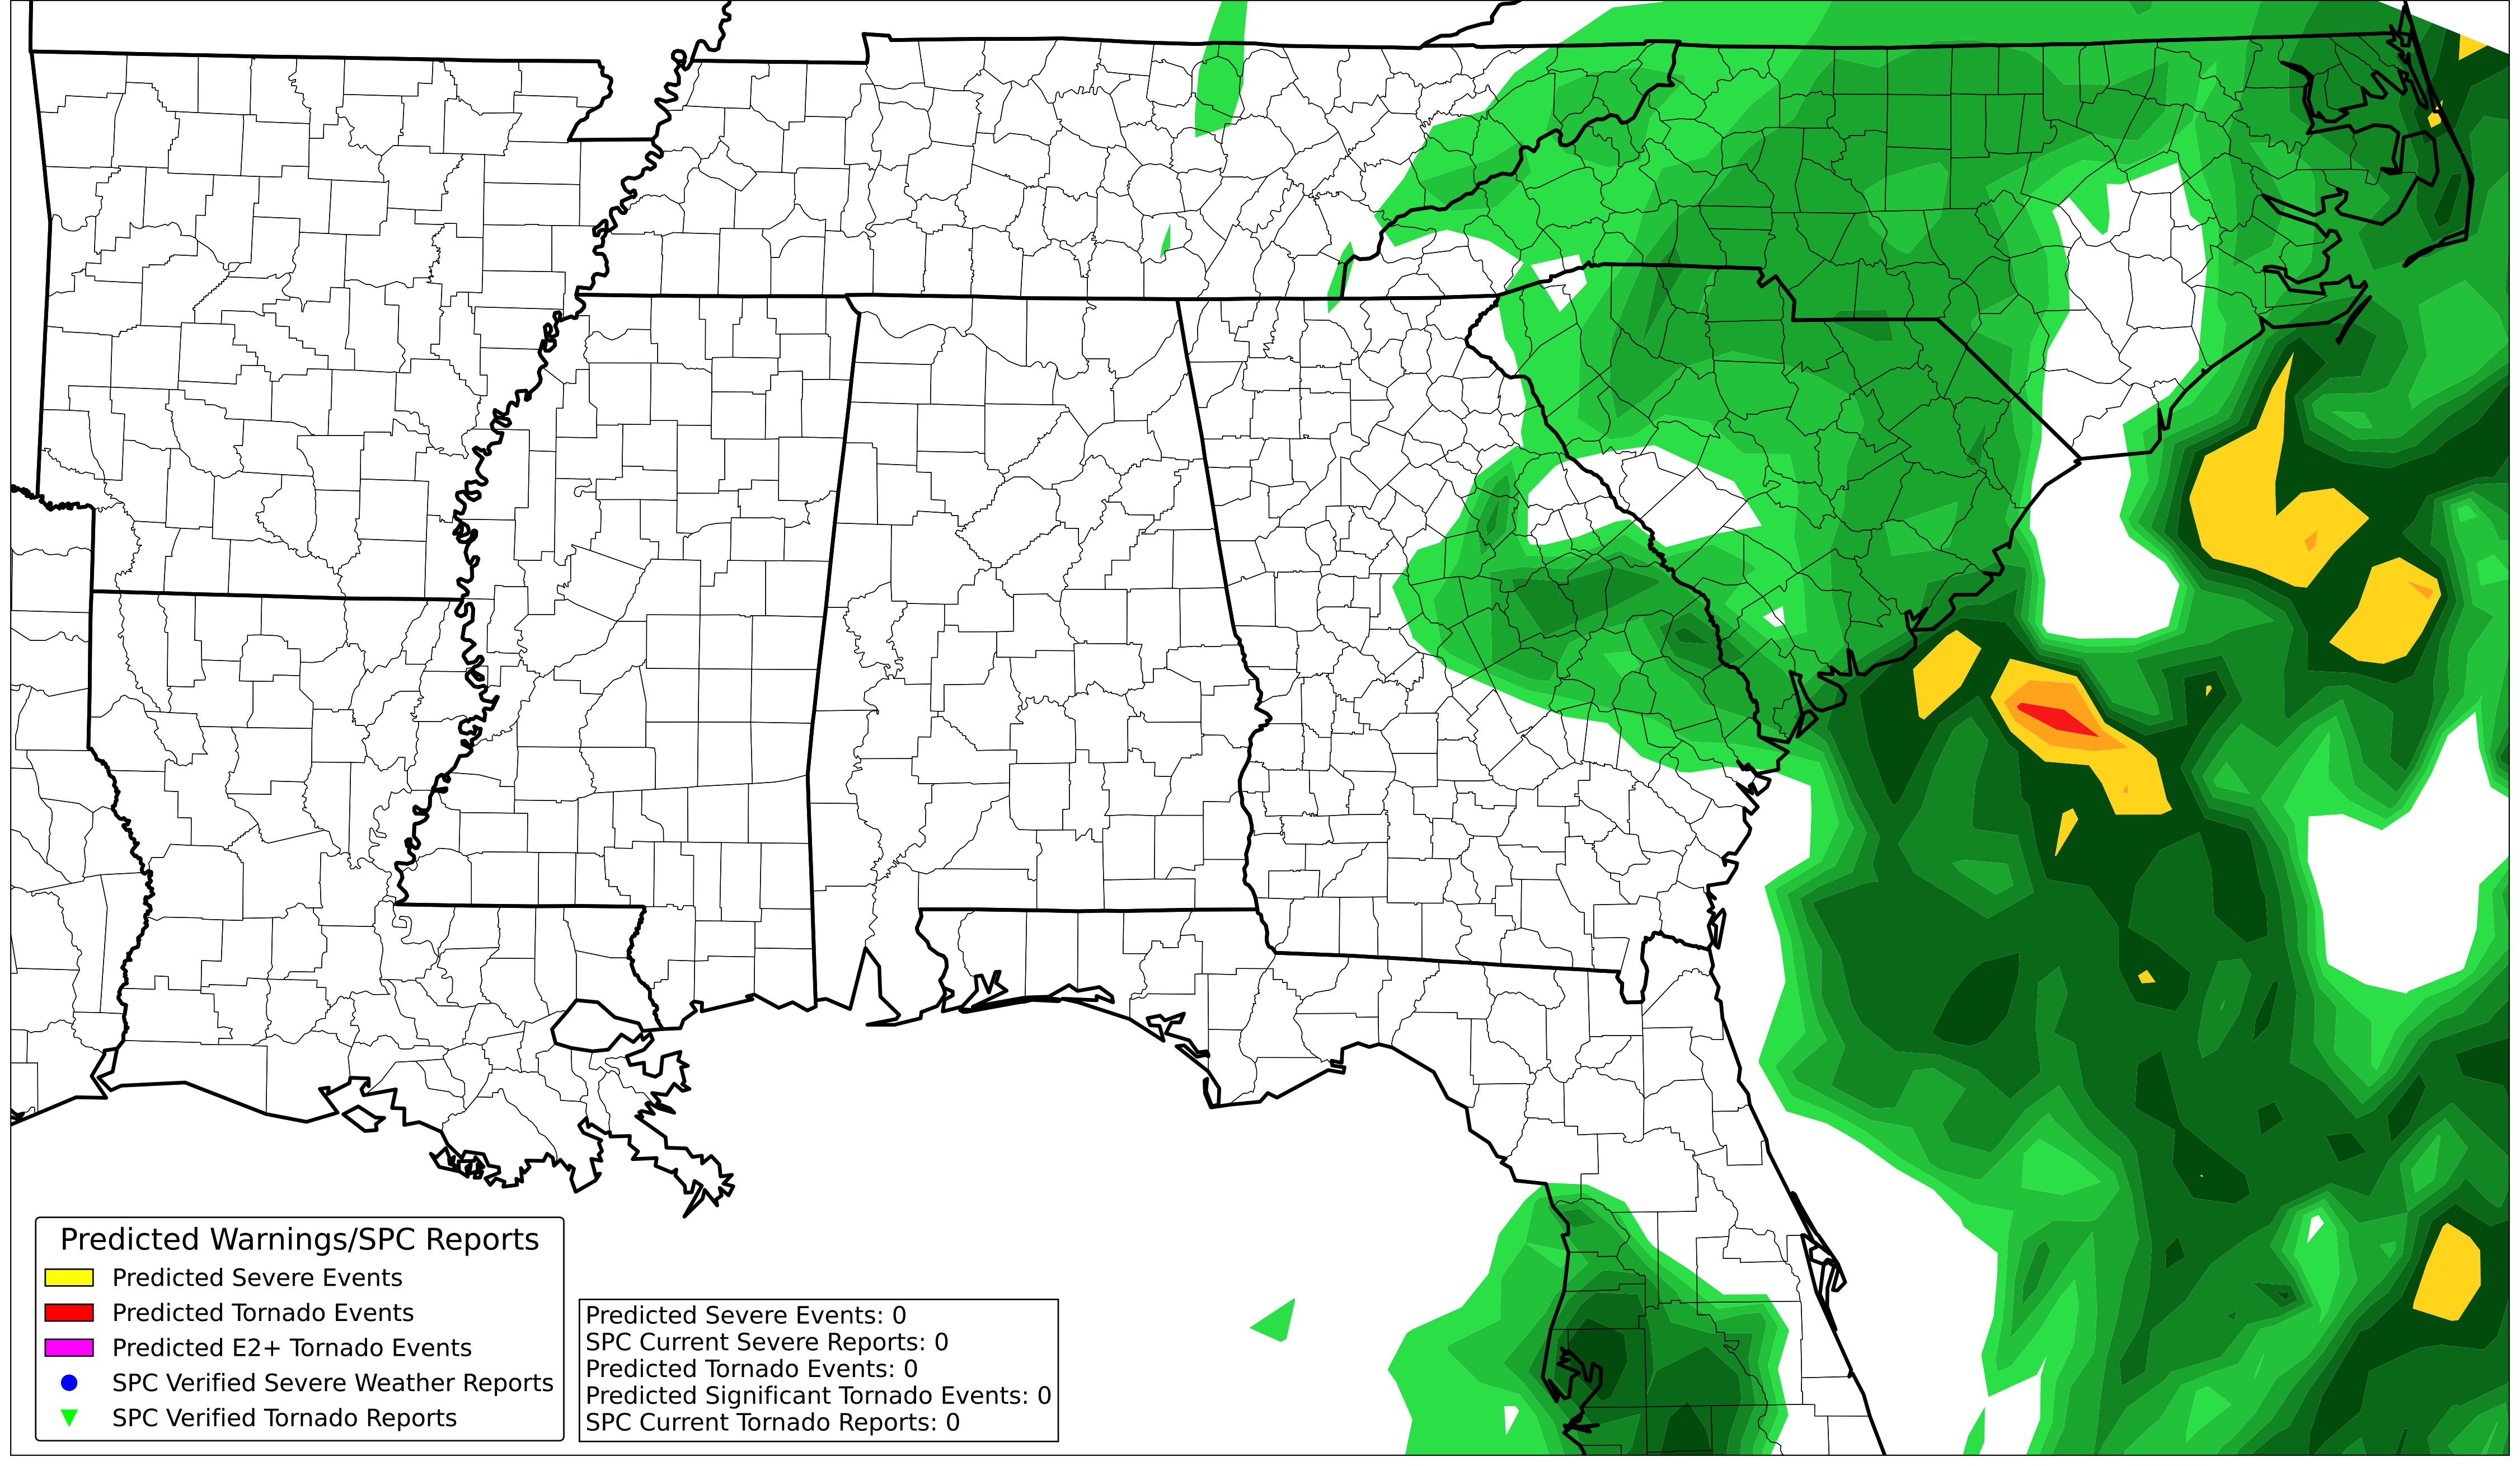 Predicted Warnings/SPC Reports
Predicted Severe Events
Predicted Tornado Events
Predicted E2+ Tornado Events
SPC Verified Severe Weather Reports
SPC Verified Tornado Reports
Predicted Severe Events: 0
SPC Current Severe Reports: 0
Predicted Tornado Events: 0
Predicted Significant Tornado Events: 0
SPC Current Tornado Reports: 0